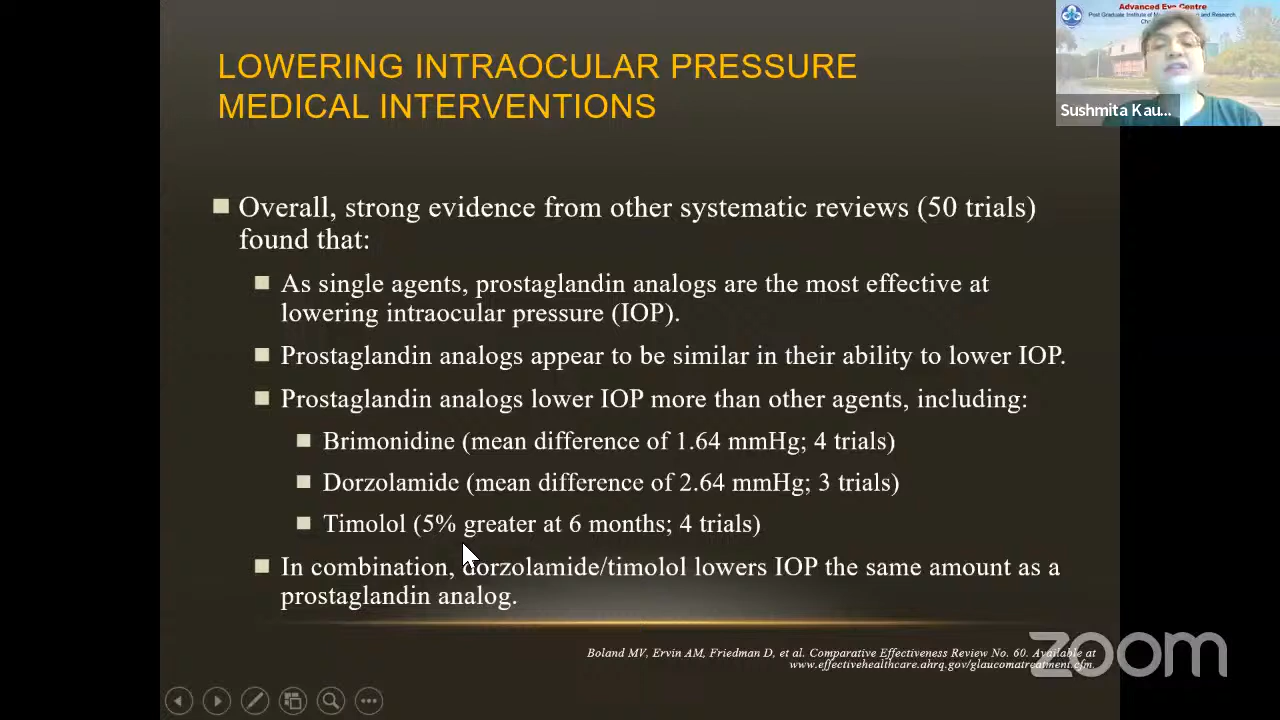 LOWERING INTRAOCULAR PRESSURE
MEDICAL INTERVENTIONS
Advanced Eye Centre
Post Graduate Institute of
and Research,
Sushmita Kau...
Overall, strong evidence from other systematic reviews (50 trials)
found that:
As single agents, prostaglandin analogs are the most effective at
lowering intraocular pressure (IOP).
Prostaglandin analogs appear to be similar in their ability to lower IOP.
Prostaglandin analogs lower IOP more than other agents, including:
Brimonidine (mean difference of 1.64 mmHg; 4 trials)
Dorzolamide (mean difference of 2.64 mmHg; 3 trials)
Timolol (5% greater at 6 months; 4 trials)
In combination, dorzolamide/timolol lowers IOP the same amount as a
prostaglandin analog.
Boland MV, Ervin AM, Friedman D, et al. Comparative Effectiveness Review No. 60. Available at
www.effectivehealthcare.ahrq.gov/glaucomatreatment.cfm.
zoom